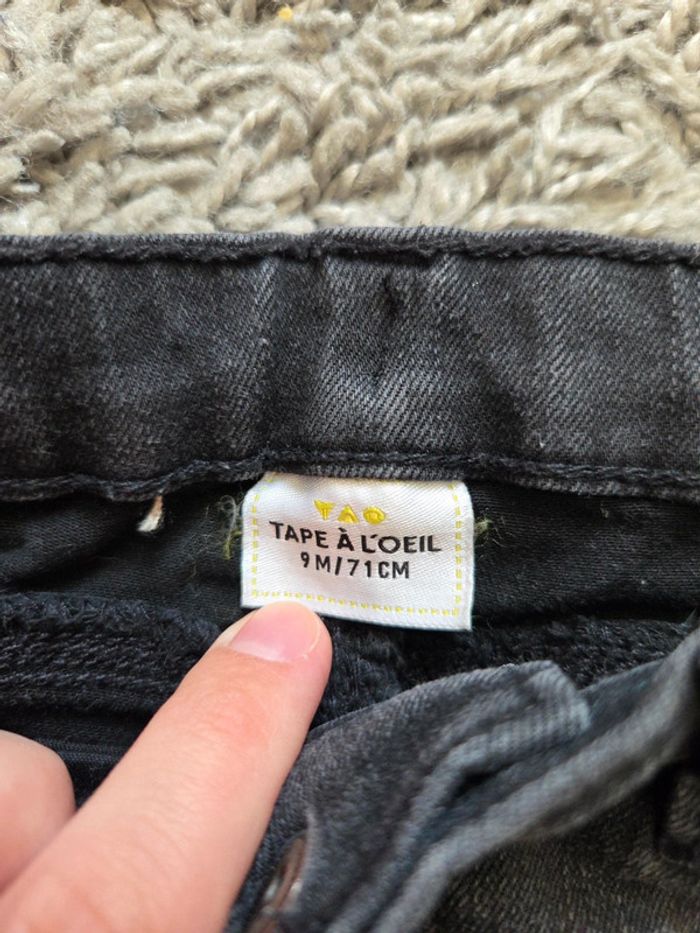 TAO
TAPE À L'OEIL
9M/71CM